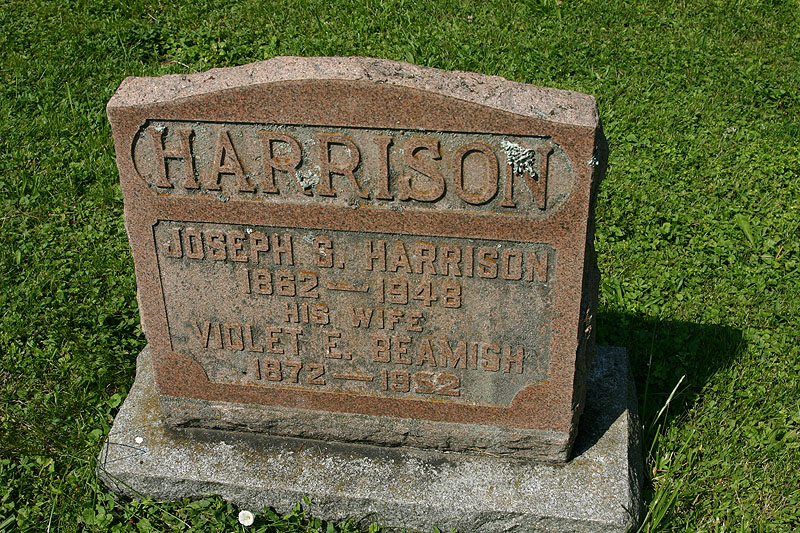 HARRISON
JOSEPH S. HARRISON
1862 — 1948
HIS WIFE
VIOLET E. BEAMISH
1872 — 1952